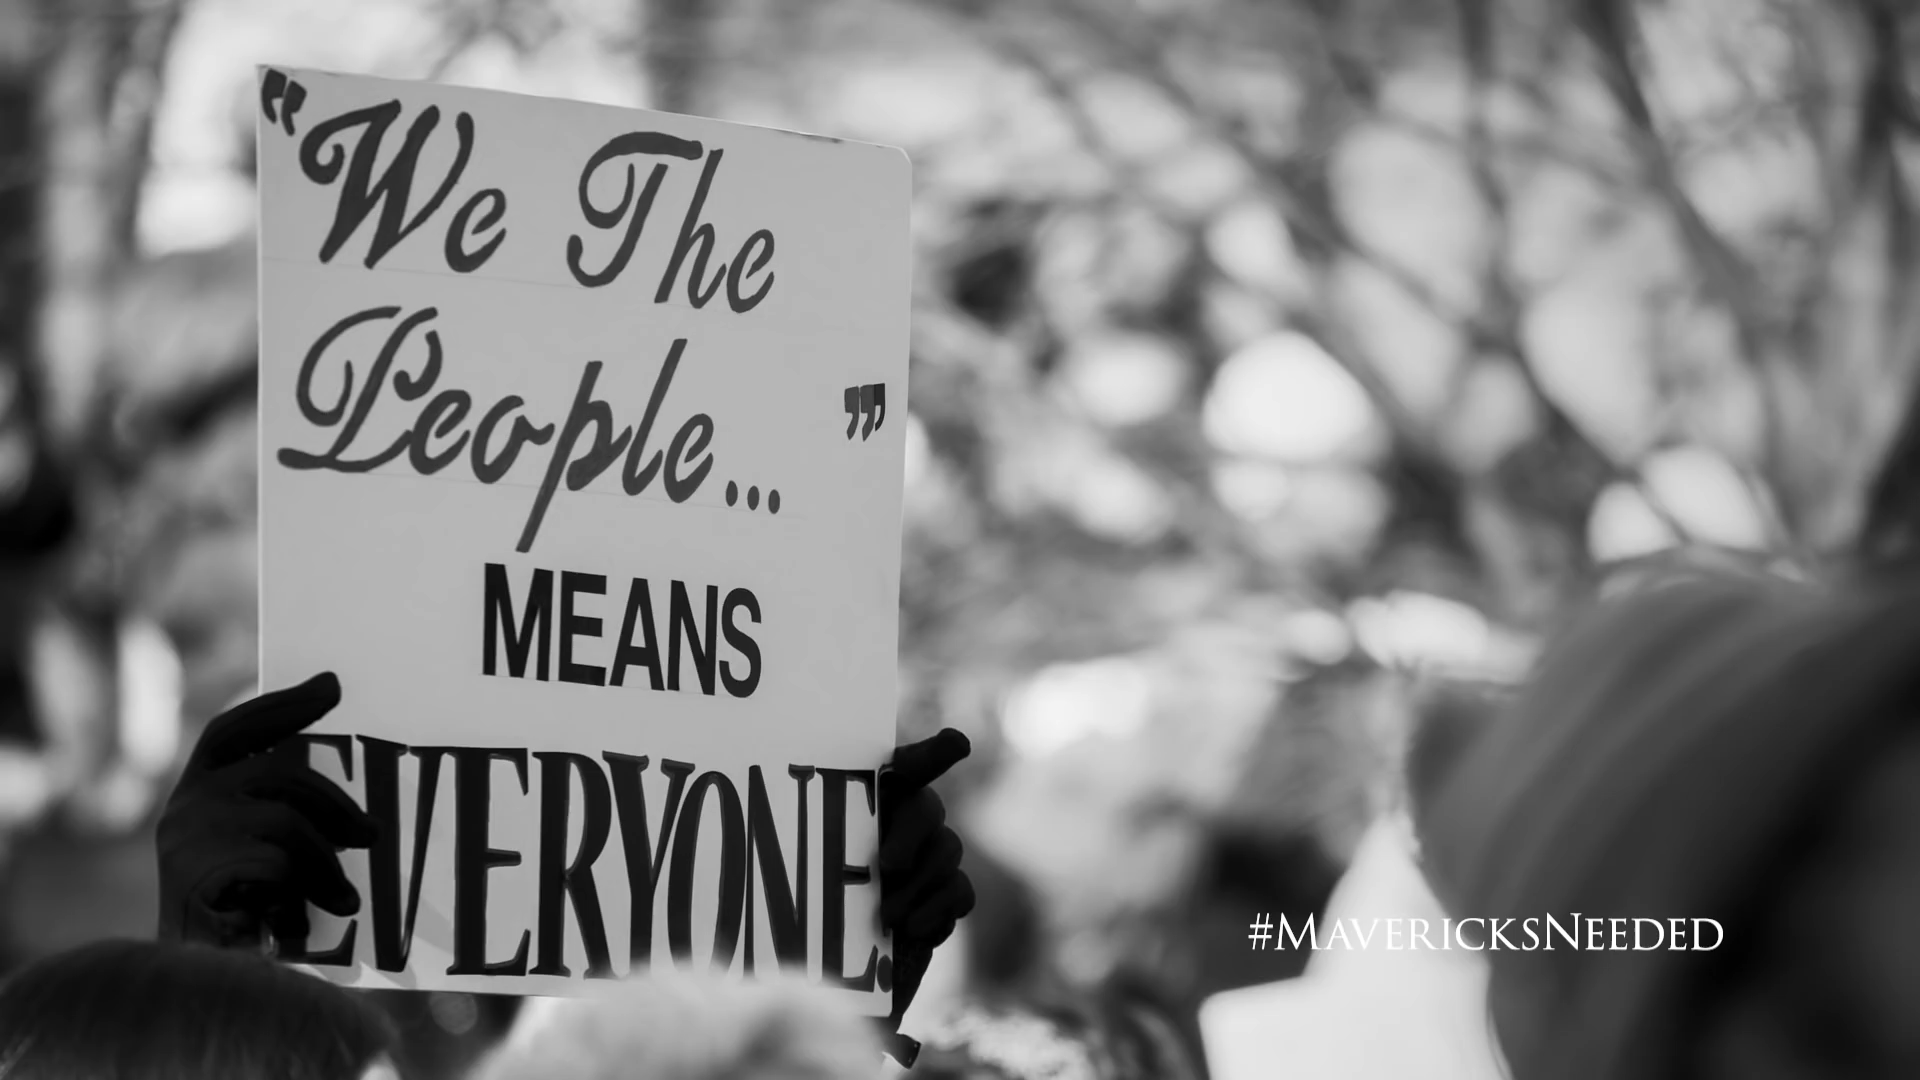 “We The
People... ”
MEANS
EVERYONE.
#MavericksNeeded